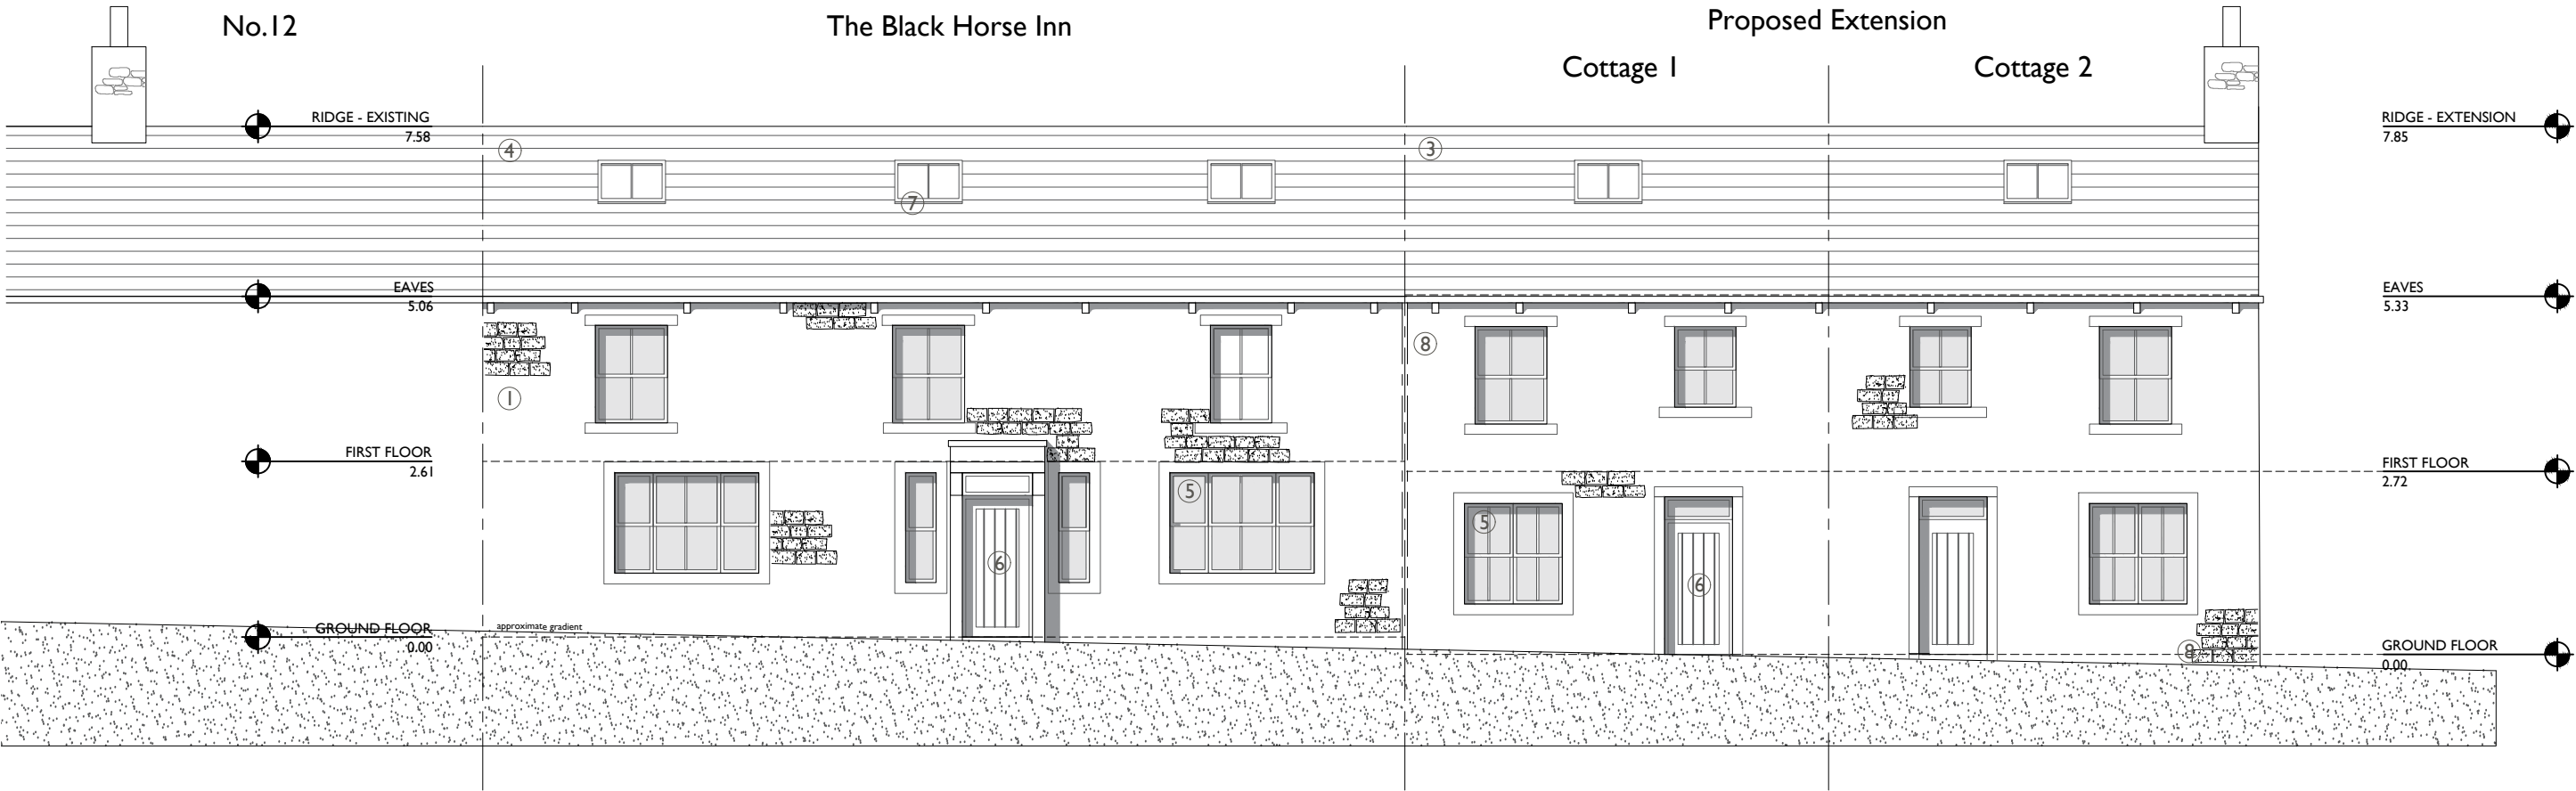 No.12
The Black Horse Inn
Proposed Extension
Cottage 1
Cottage 2
RIDGE - EXISTING
7.58
RIDGE - EXTENSION
7.85
4
3
7
EAVES
5.06
EAVES
5.33
8
1
FIRST FLOOR
2.61
FIRST FLOOR
2.72
5
5
6
6
GROUND FLOOR
0.00
approximate gradient
8
GROUND FLOOR
0.00